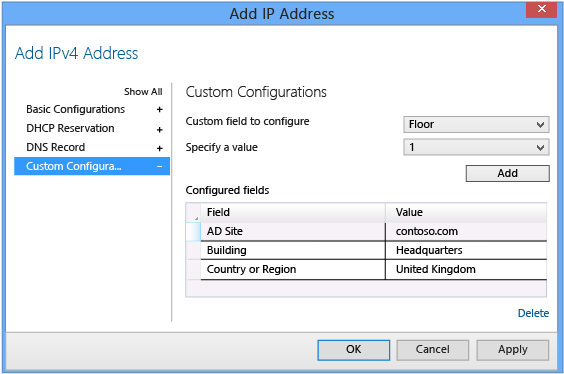 Add IP Address
Add IPv4 Address
Show All
Basic Configurations +
DHCP Reservation +
DNS Record +
Custom Configura... –
Custom Configurations
Custom field to configure Floor
Specify a value 1
Add
Configured fields
Field Value
AD Site contoso.com
Building Headquarters
Country or Region United Kingdom
Delete
OK Cancel Apply